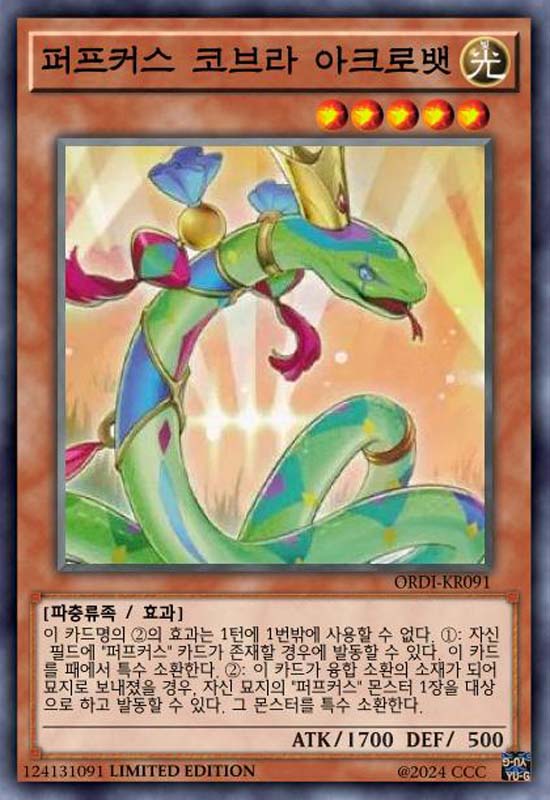 퍼프커스 코브라 아크로뱃
光
ORDI-KR091
[파충류족 / 효과]
이 카드명의 ②의 효과는 1턴에 1번밖에 사용할 수 없다. ①: 자신
필드에 "퍼프커스" 카드가 존재할 경우에 발동할 수 있다. 이 카드
를 패에서 특수 소환한다. ②: 이 카드가 융합 소환의 소재가 되어
묘지로 보내졌을 경우, 자신 묘지의 "퍼프커스" 몬스터 1장을 대상
으로 하고 발동할 수 있다. 그 몬스터를 특수 소환한다.
ATK/1700 DEF/ 500
124131091 LIMITED EDITION @2024 CCC